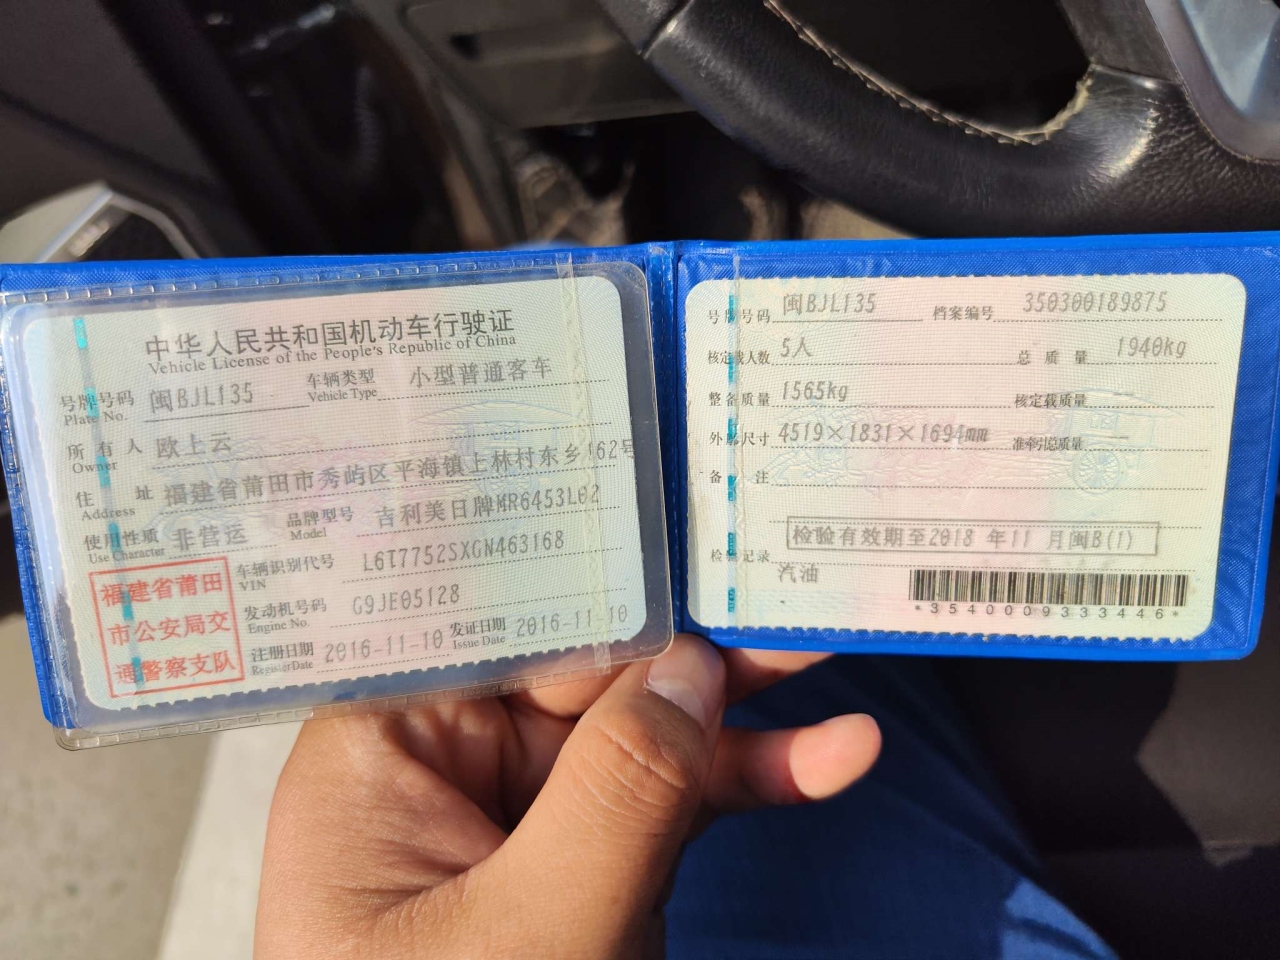 中华人民共和国机动车行驶证
Vehicle License of the People's Republic of China
号牌号码 闽BJL135 车辆类型 小型普通客车
Plate No. Vehicle Type
所有人 欧上云
Owner
住址 福建省莆田市秀屿区平海镇上林村东乡162号
Address
使用性质 非营运 品牌型号 吉利美日牌MR6453L02
Use Character Model
车辆识别代号 L6T7752SXGN463168
VIN
发动机号码 G9JE05128
Engine No.
注册日期 2016-11-10 发证日期 2016-11-10
Register Date Issue Date
福建省莆田
市公安局交
通警察支队
号牌号码 闽BJL135 档案编号 350300189875
核定载人数 5人 总质量 1940kg
整备质量 1565kg 核定载质量 --
外廓尺寸 4519×1831×1694mm 准牵引总质量 --
备注
检验有效期至2018 年11 月闽B(1)
检验记录
汽油
*3540009333446*